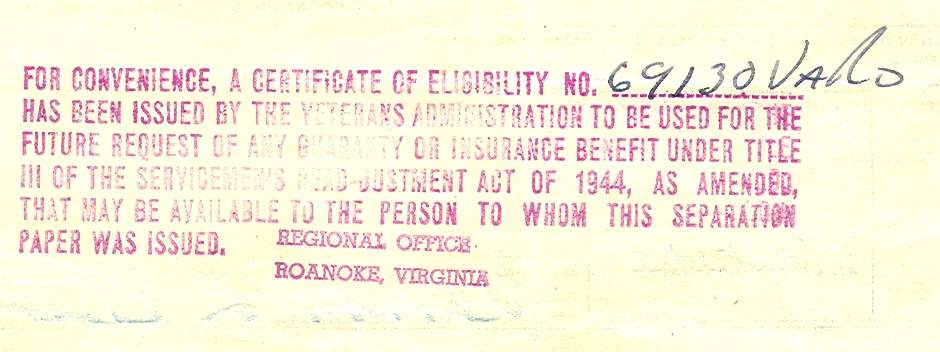 FOR CONVENIENCE, A CERTIFICATE OF ELIGIBILITY NO. 69130 VARO
HAS BEEN ISSUED BY THE VETERANS ADMINISTRATION TO BE USED FOR THE
FUTURE REQUEST OF ANY GUARANTY OR INSURANCE BENEFIT UNDER TITLE
III OF THE SERVICEMEN'S READJUSTMENT ACT OF 1944, AS AMENDED,
THAT MAY BE AVAILABLE TO THE PERSON TO WHOM THIS SEPARATION
PAPER WAS ISSUED.
REGIONAL OFFICE
ROANOKE, VIRGINIA